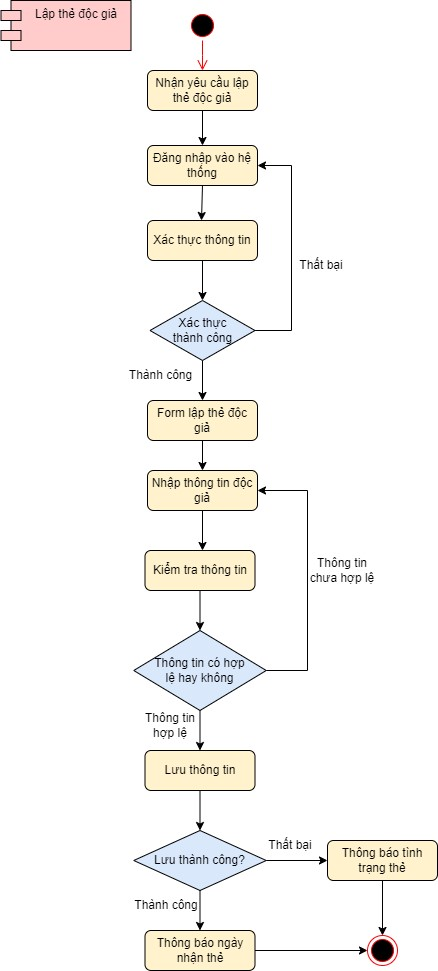 Lập thẻ độc giả
Nhận yêu cầu lập
thẻ độc giả
Đăng nhập vào hệ
thống
Xác thực thông tin
Thất bại
Xác thực
thành công
Thành công
Form lập thẻ độc
giả
Nhập thông tin độc
giả
Thông tin
chưa hợp lệ
Kiểm tra thông tin
Thông tin có hợp
lệ hay không
Thông tin
hợp lệ
Lưu thông tin
Lưu thành công?
Thất bại
Thông báo tình
trạng thẻ
Thành công
Thông báo ngày
nhận thẻ